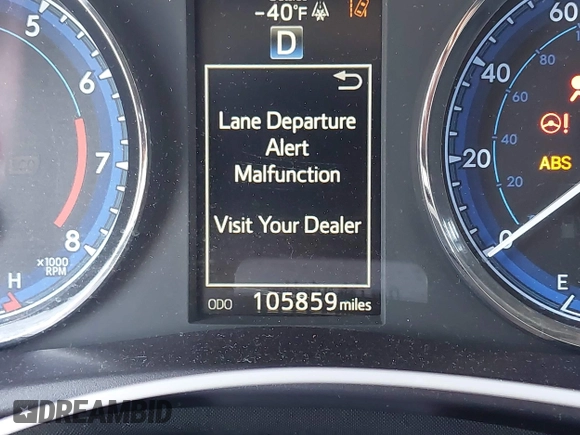 -40°F
D
Lane Departure
Alert
Malfunction
Visit Your Dealer
ODO 105859 miles
5
6
7
8
x1000
RPM
H
60
100
80
40
60
40
20
20
0
ABS
E
DREAMBID